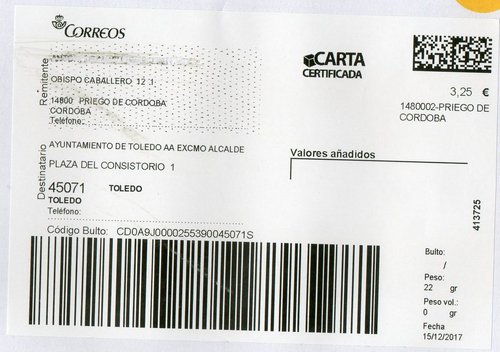 CORREOS
Remitente
OBISPO CABALLERO 12 .1.
14800 PRIEGO DE CORDOBA
CORDOBA
Teléfono:
CARTA
CERTIFICADA
3,25 €
1480002-PRIEGO DE
CORDOBA
Destinatario
AYUNTAMIENTO DE TOLEDO AA EXCMO ALCALDE
PLAZA DEL CONSISTORIO 1
45071 TOLEDO
TOLEDO
Teléfono:
Valores añadidos
413725
Código Bulto: CD0A9J0000255390045071S
Bulto:
/
Peso:
22 gr
Peso vol.:
0 gr
Fecha
15/12/2017